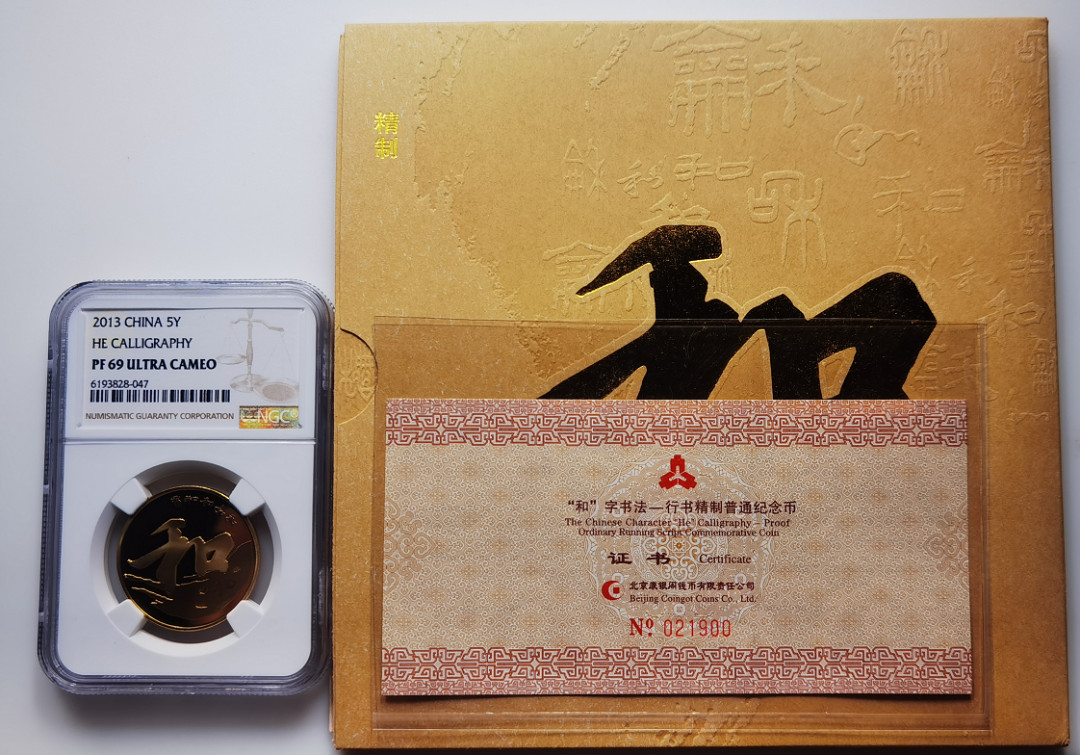 2013 CHINA 5Y
HE CALLIGRAPHY
PF 69 ULTRA CAMEO
6193828-047
NUMISMATIC GUARANTY CORPORATION
NGC
和
精制
和
“和”字书法—行书精制普通纪念币
The Chinese Character "He" Calligraphy – Proof
Ordinary Running Script Commemorative Coin
证书 Certificate
北京康银阁钱币有限责任公司
Beijing Coingot Coins Co., Ltd.
Nº 021900